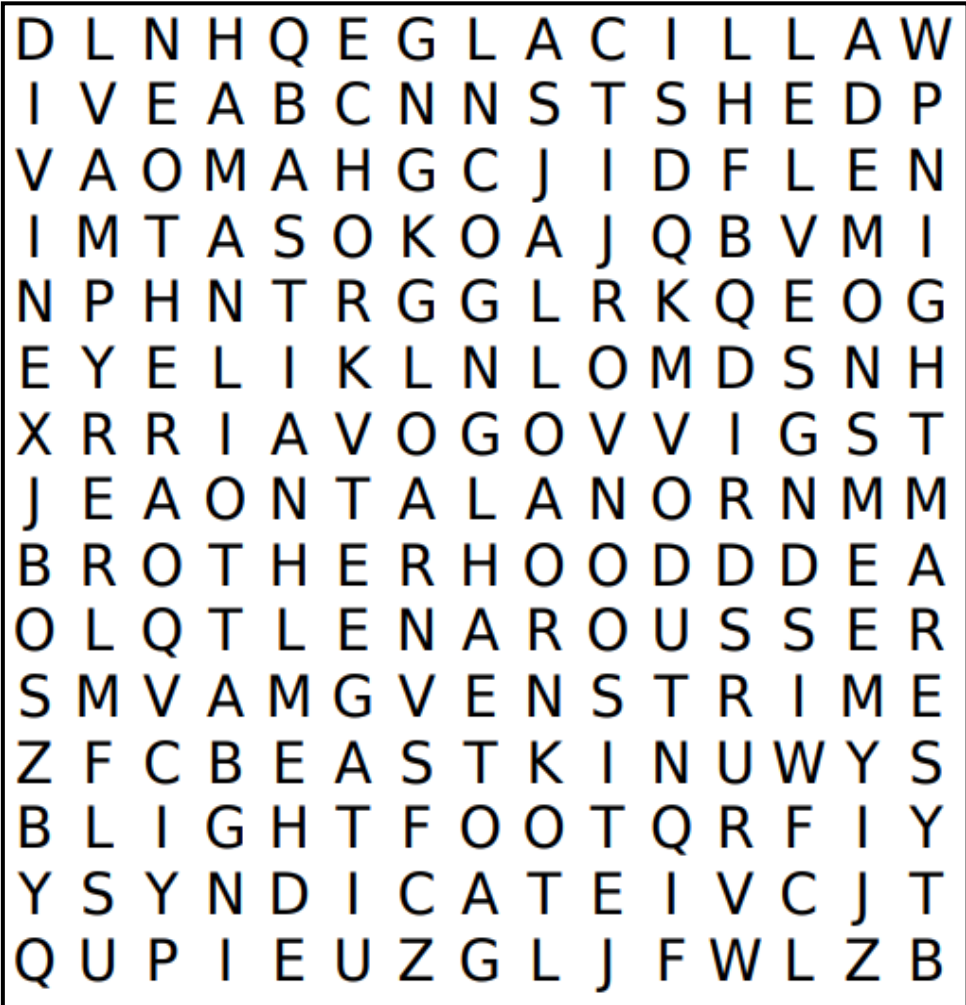 D L N H Q E G L A C I L L A W
I V E A B C N N S T S H E D P
V A O M A H G C J I D F L E N
I M T A S O K O A J Q B V M I
N P H N T R G G L R K Q E O G
E Y E L I K L N L O M D S N H
X R R I A V O G O V V I G S T
J E A O N T A L A N O R N M M
B R O T H E R H O O D D D E A
O L Q T L E N A R O U S S E R
S M V A M G V E N S T R I M E
Z F C B E A S T K I N U W Y S
B L I G H T F O O T Q R F I Y
Y S Y N D I C A T E I V C J T
Q U P I E U Z G L J F W L Z B